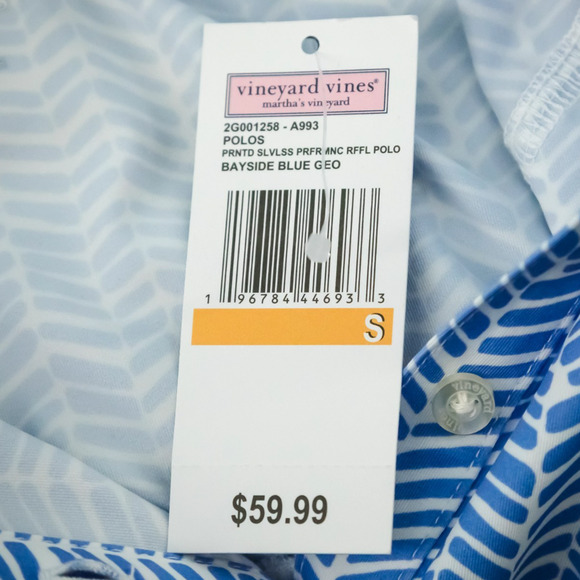 vineyard vines®
martha's vineyard
2G001258 - A993
POLOS
PRNTD SLVLSS PRFRMNC RFFL POLO
BAYSIDE BLUE GEO
1 96784 44693 3
S
$59.99
Vineyard